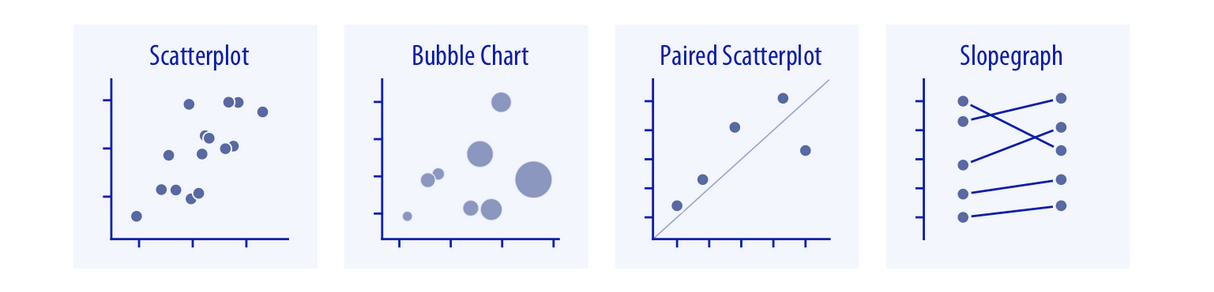 Scatterplot
Bubble Chart
Paired Scatterplot
Slopegraph